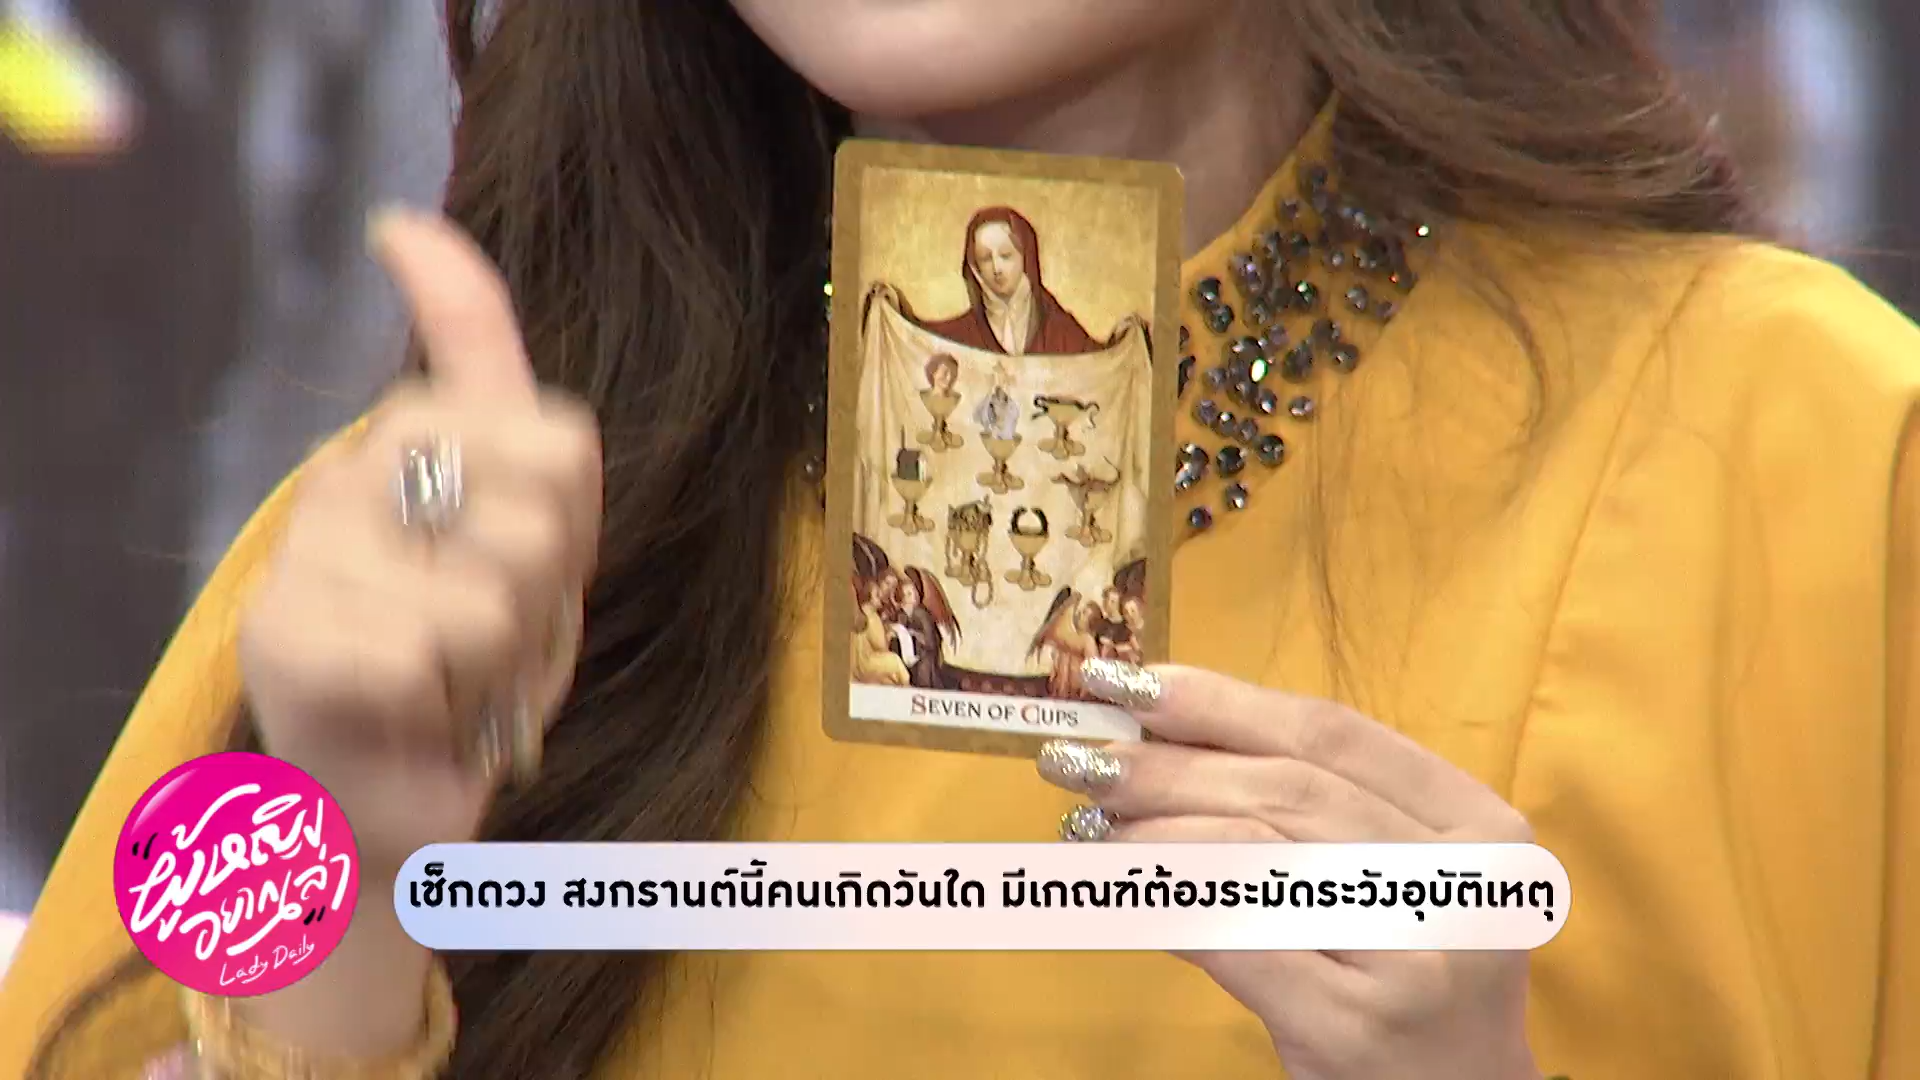 SEVEN OF CUPS
"ผู้หญิง
อยากเล่า"
Lady Daily
เช็กดวง สงกรานต์นี้คนเกิดวันใด มีเกณฑ์ต้องระมัดระวังอุบัติเหตุ